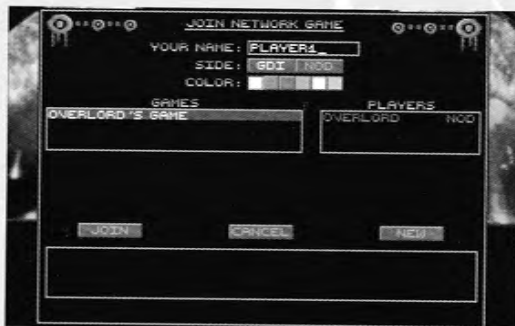 JOIN NETWORK GAME
YOUR NAME: PLAYER1_
SIDE: GDI NOD
COLOR:
GAMES PLAYERS
OVERLORD'S GAME OVERLORD NOD
JOIN CANCEL NEW